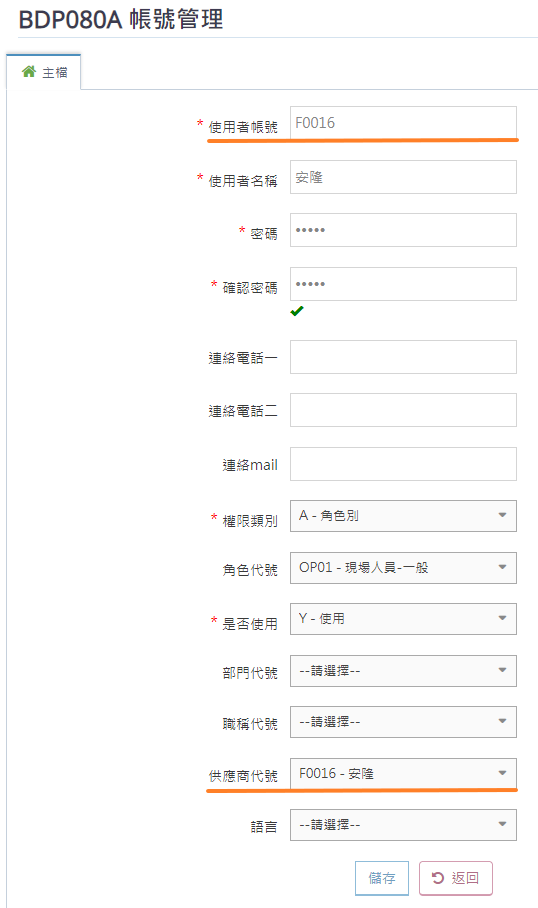 BDP080A 帳號管理
主檔
* 使用者帳號 F0016
* 使用者名稱 安隆
* 密碼 •••••
* 確認密碼 •••••
連絡電話一
連絡電話二
連絡mail
* 權限類別 A - 角色別
角色代號 OP01 - 現場人員-一般
* 是否使用 Y - 使用
部門代號 --請選擇--
職稱代號 --請選擇--
供應商代號 F0016 - 安隆
語言 --請選擇--
儲存 返回